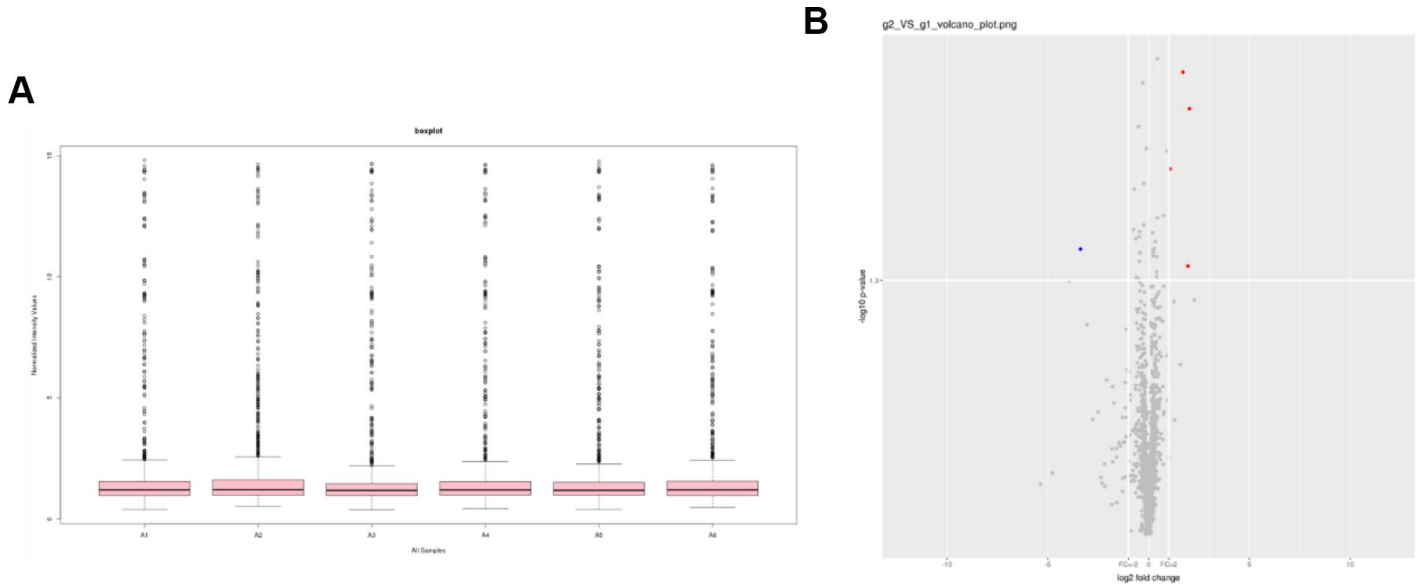 A
boxplot
Normalized Intensity Values
15
10
5
0
A1 A2 A3 A4 A5 A6
All Samples
B
g2_VS_g1_volcano_plot.png
-log10 p-value
1.3
-10 -5 FC=-2 0 FC=2 5 10
log2 fold change